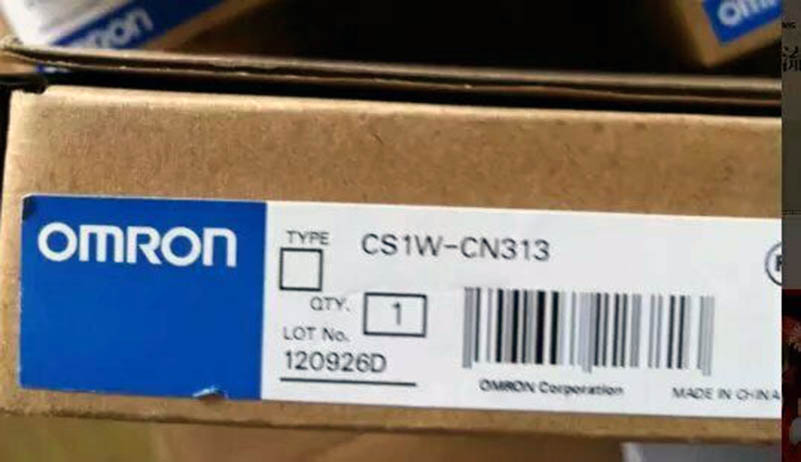 OMRON
TYPE CS1W-CN313
QTY. 1
LOT No.
120926D
OMRON Corporation
MADE IN CHINA